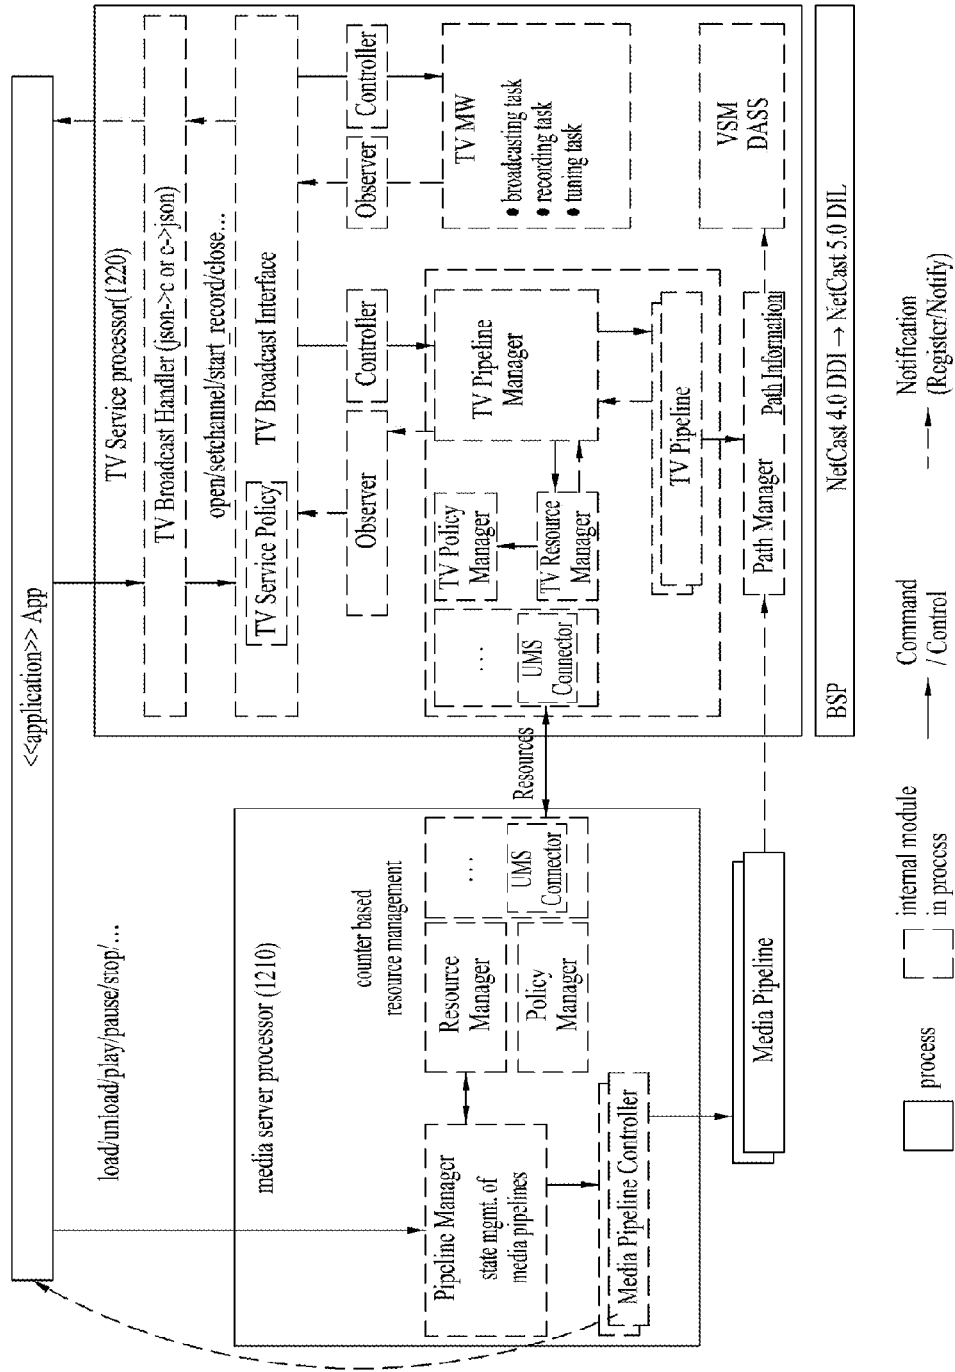 <<application>> App
load/unload/play/pause/stop/...
media server processor (1210)
counter based
resource management
Pipeline Manager
state mgmt. of
media pipelines
Resource
Manager
Policy
Manager
...
UMS
Connector
Media Pipeline Controller
Media Pipeline
Resources
TV Service processor(1220)
TV Broadcast Handler (json->c or c->json)
open/setchannel/start record/close...
TV Service Policy
TV Broadcast Interface
Observer
Controller
Observer
Controller
...
UMS
Connector
TV Policy
Manager
TV Resource
Manager
TV Pipeline
Manager
TV Pipeline
TV MW
● broadcasting task
● recording task
● tuning task
Path Manager
Path Information
VSM
DASS
BSP
NetCast 4.0 DDI → NetCast 5.0 DIL
process
internal module
in process
Command
/ Control
Notification
(Register/Notify)